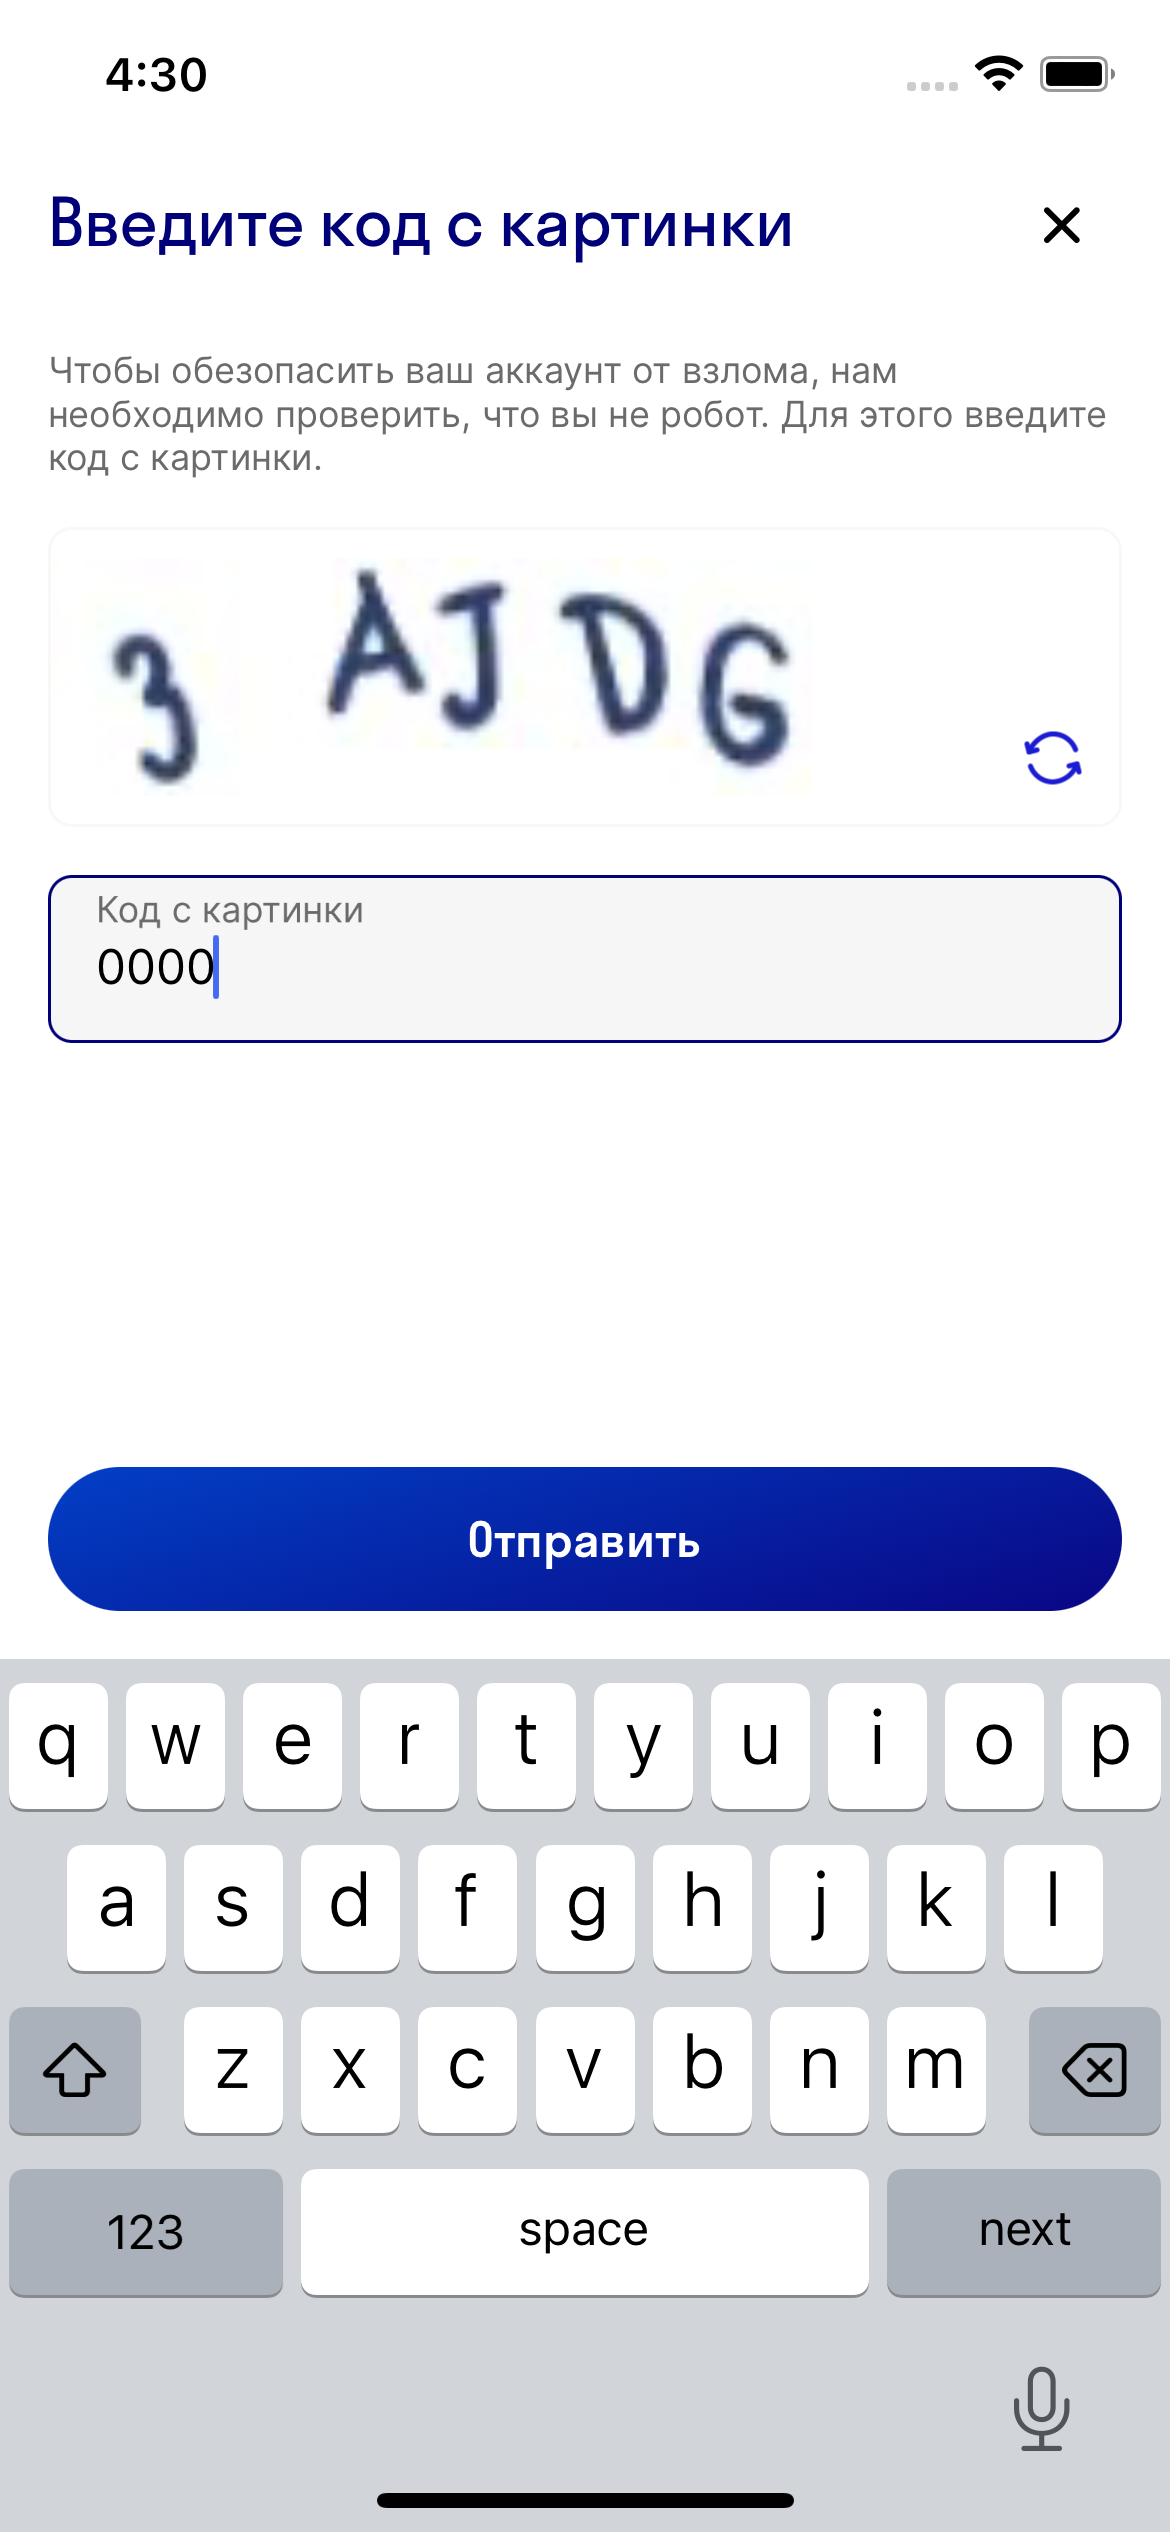 4:30
Введите код с картинки
Чтобы обезопасить ваш аккаунт от взлома, нам
необходимо проверить, что вы не робот. Для этого введите
код с картинки.
3 AJDG
Код с картинки
0000
Отправить
q w e r t y u i o p
a s d f g h j k l
z x c v b n m
123 space next